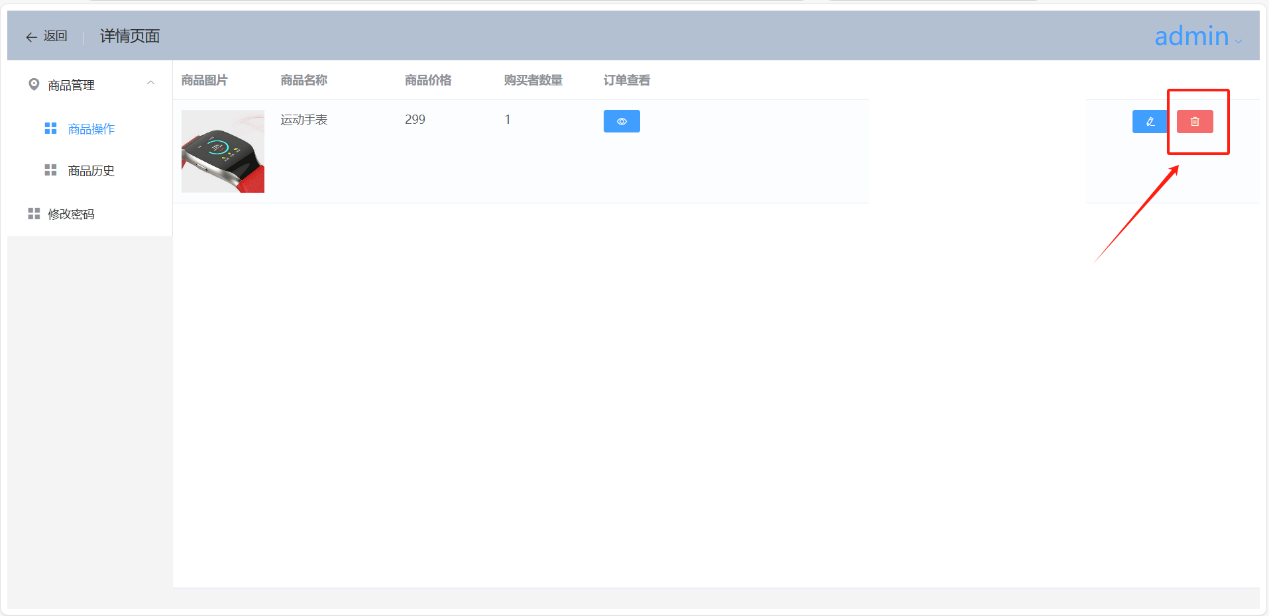 返回 详情页面 admin
商品管理
商品操作
商品历史
修改密码
商品图片 商品名称 商品价格 购买者数量 订单查看
运动手表 299 1